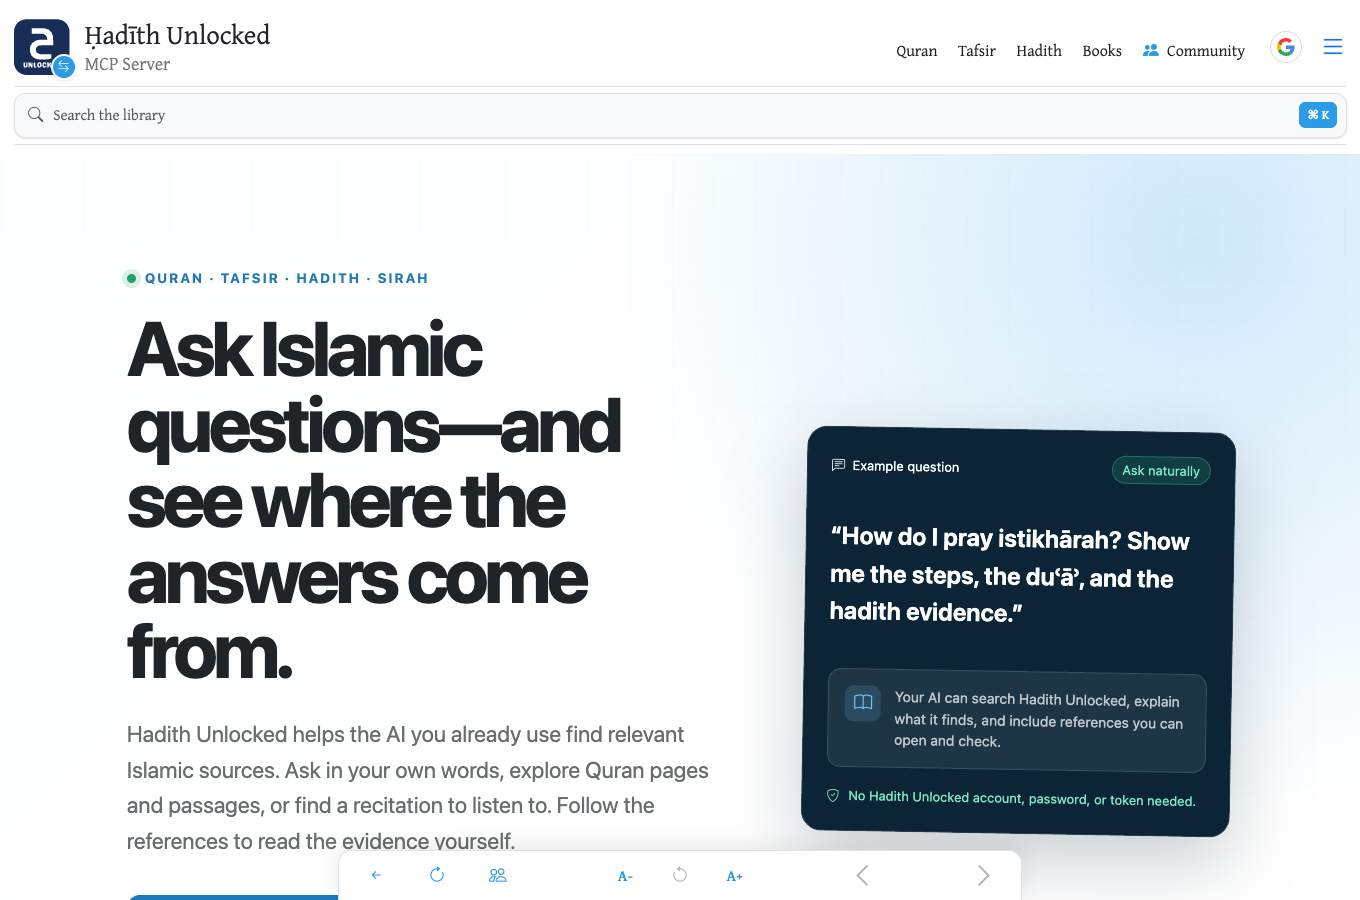 UNLOCK
Ḥadīth Unlocked
MCP Server
Quran Tafsir Hadith Books Community
Search the library
⌘ K
QURAN · TAFSIR · HADITH · SIRAH
Ask Islamic
questions—and
see where the
answers come
from.
Hadith Unlocked helps the AI you already use find relevant
Islamic sources. Ask in your own words, explore Quran pages
and passages, or find a recitation to listen to. Follow the
references to read the evidence yourself.
Example question
Ask naturally
“How do I pray istikhārah? Show
me the steps, the duʿāʾ, and the
hadith evidence.”
Your AI can search Hadith Unlocked, explain
what it finds, and include references you can
open and check.
No Hadith Unlocked account, password, or token needed.
A- A+